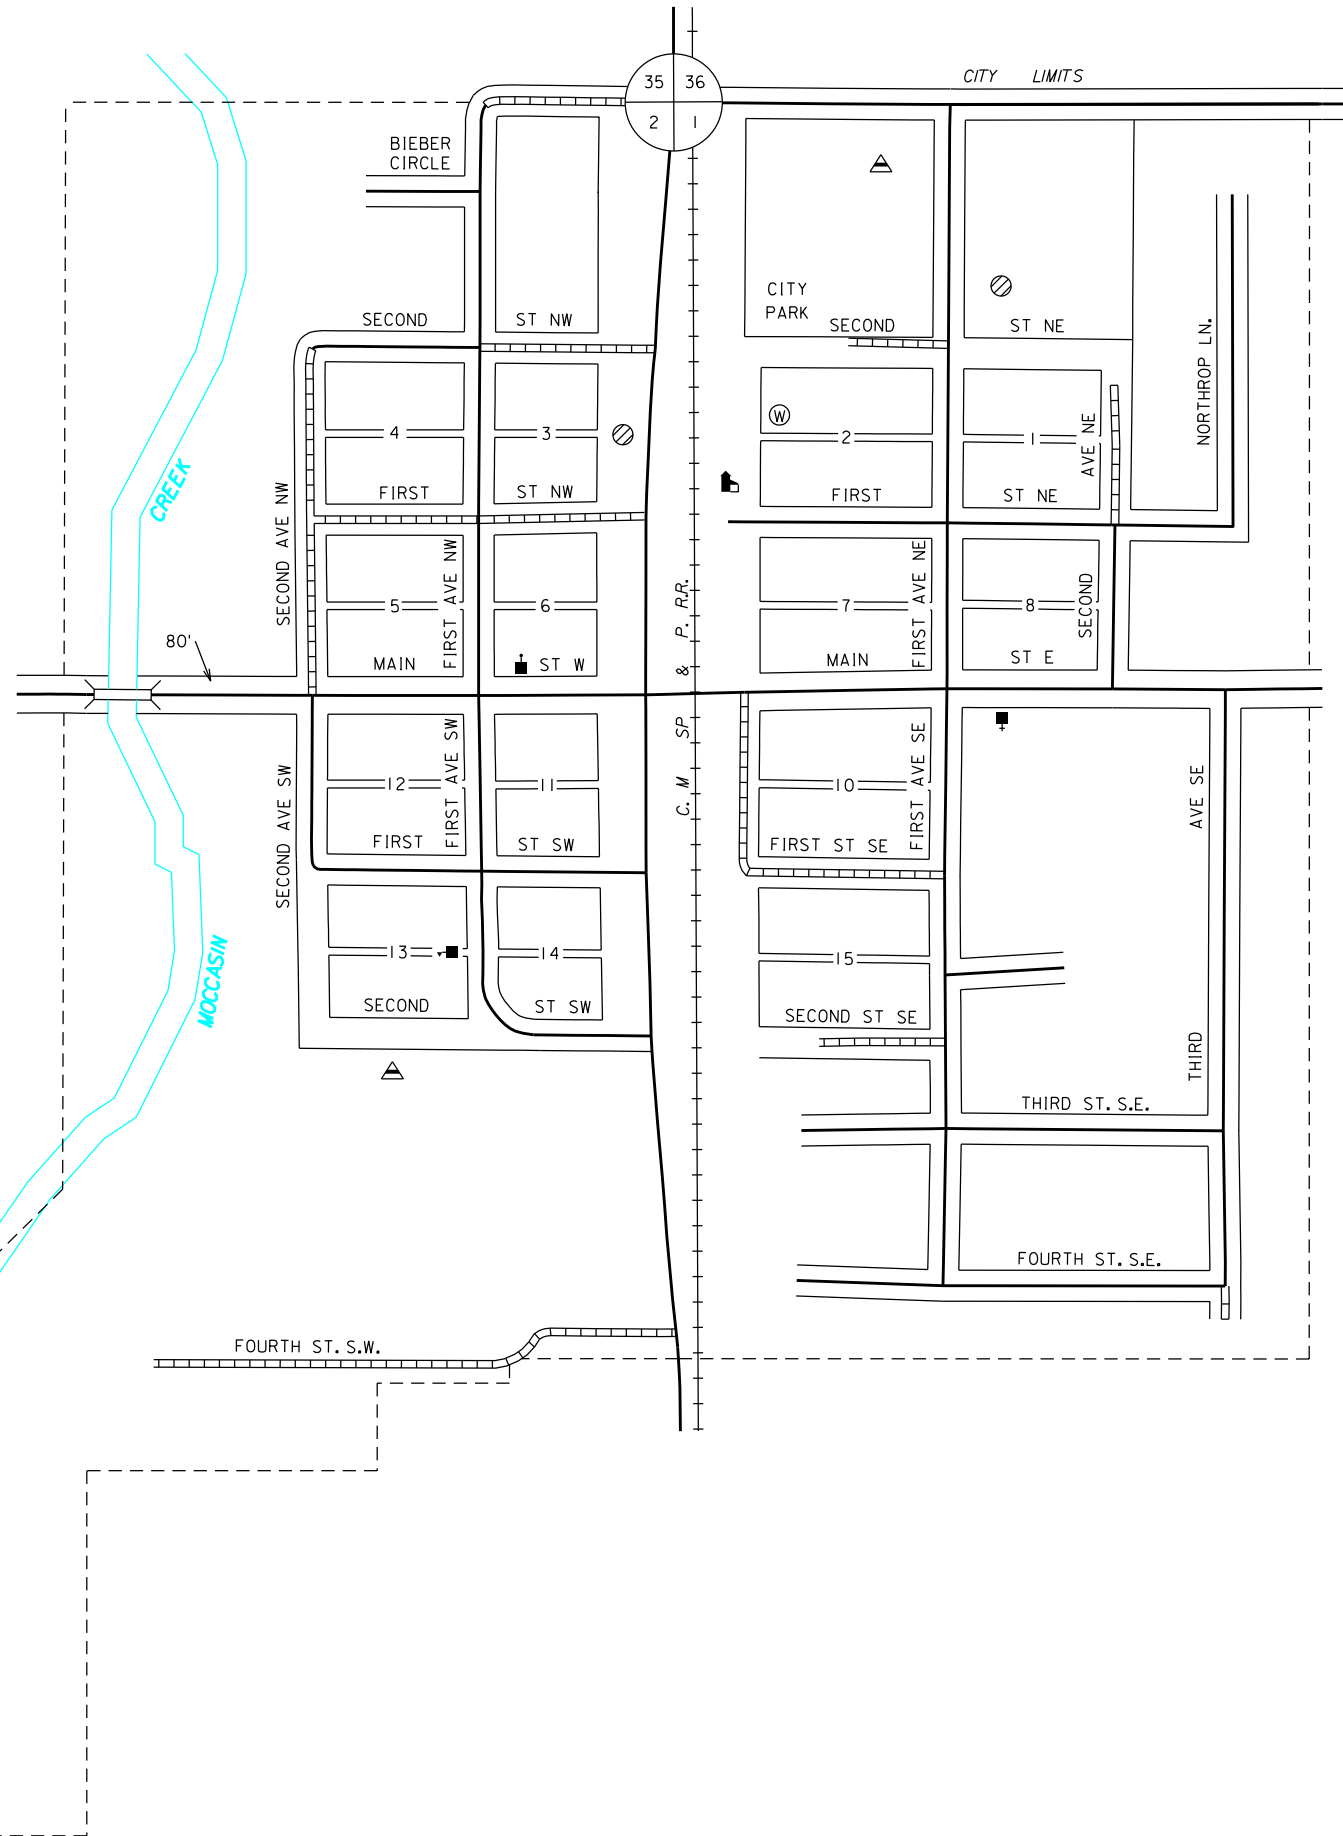 CITY LIMITS
35 36
2 1
BIEBER
CIRCLE
CITY
PARK
SECOND ST NW
SECOND ST NE
NORTHROP LN.
W
4
3
2
1
AVE NE
CREEK
FIRST ST NW
FIRST ST NE
SECOND AVE NW
FIRST AVE NW
FIRST AVE NE
SECOND
5
6
7
8
C. M SP & P. R.R.
80'
MAIN ST W
MAIN ST E
SECOND AVE SW
FIRST AVE SW
FIRST AVE SE
AVE SE
12
11
10
FIRST ST SW
FIRST ST SE
13
14
15
MOCCASIN
SECOND ST SW
SECOND ST SE
THIRD
THIRD ST. S.E.
FOURTH ST. S.E.
FOURTH ST. S.W.